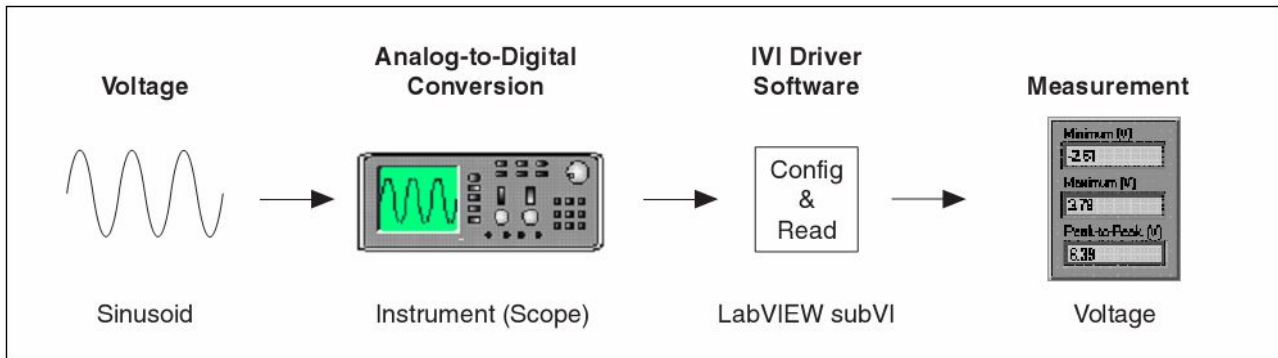 Voltage
Analog-to-Digital
Conversion
IVI Driver
Software
Measurement
Config
&
Read
Minimum (V)
-2.61
Maximum (V)
3.78
Peak-to-Peak (V)
6.39
Sinusoid
Instrument (Scope)
LabVIEW subVI
Voltage